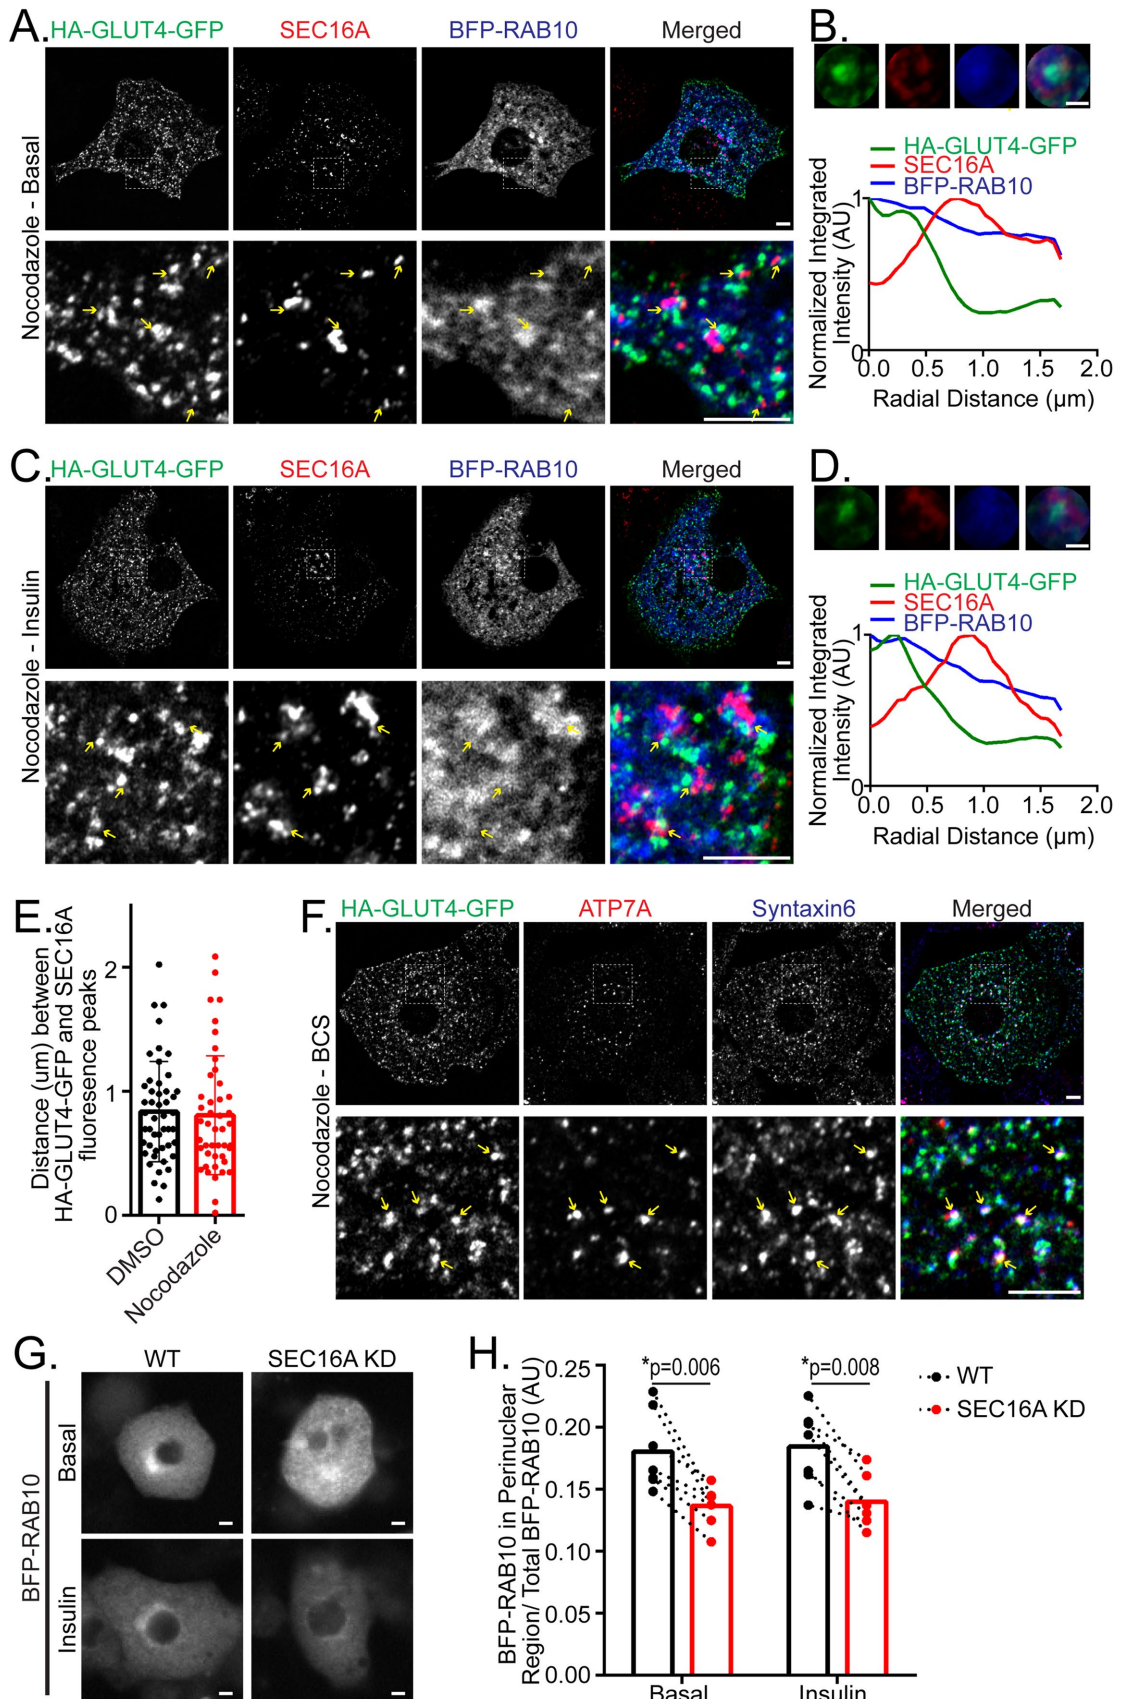 A.
HA-GLUT4-GFP SEC16A BFP-RAB10 Merged
Nocodazole - Basal
B.
HA-GLUT4-GFP
SEC16A
BFP-RAB10
Normalized Integrated
Intensity (AU)
1
0
0.0 0.5 1.0 1.5 2.0
Radial Distance (µm)
C.
HA-GLUT4-GFP SEC16A BFP-RAB10 Merged
Nocodazole - Insulin
D.
HA-GLUT4-GFP
SEC16A
BFP-RAB10
Normalized Integrated
Intensity (AU)
1
0
0.0 0.5 1.0 1.5 2.0
Radial Distance (µm)
E.
Distance (um) between
HA-GLUT4-GFP and SEC16A
fluoresence peaks
2
1
0
DMSO
Nocodazole
F.
HA-GLUT4-GFP ATP7A Syntaxin6 Merged
Nocodazole - BCS
G.
WT SEC16A KD
BFP-RAB10
Basal
Insulin
H.
BFP-RAB10 in Perinuclear
Region/ Total BFP-RAB10 (AU)
0.25
0.20
0.15
0.10
0.05
0.00
*p=0.006 *p=0.008
WT
SEC16A KD
Basal Insulin